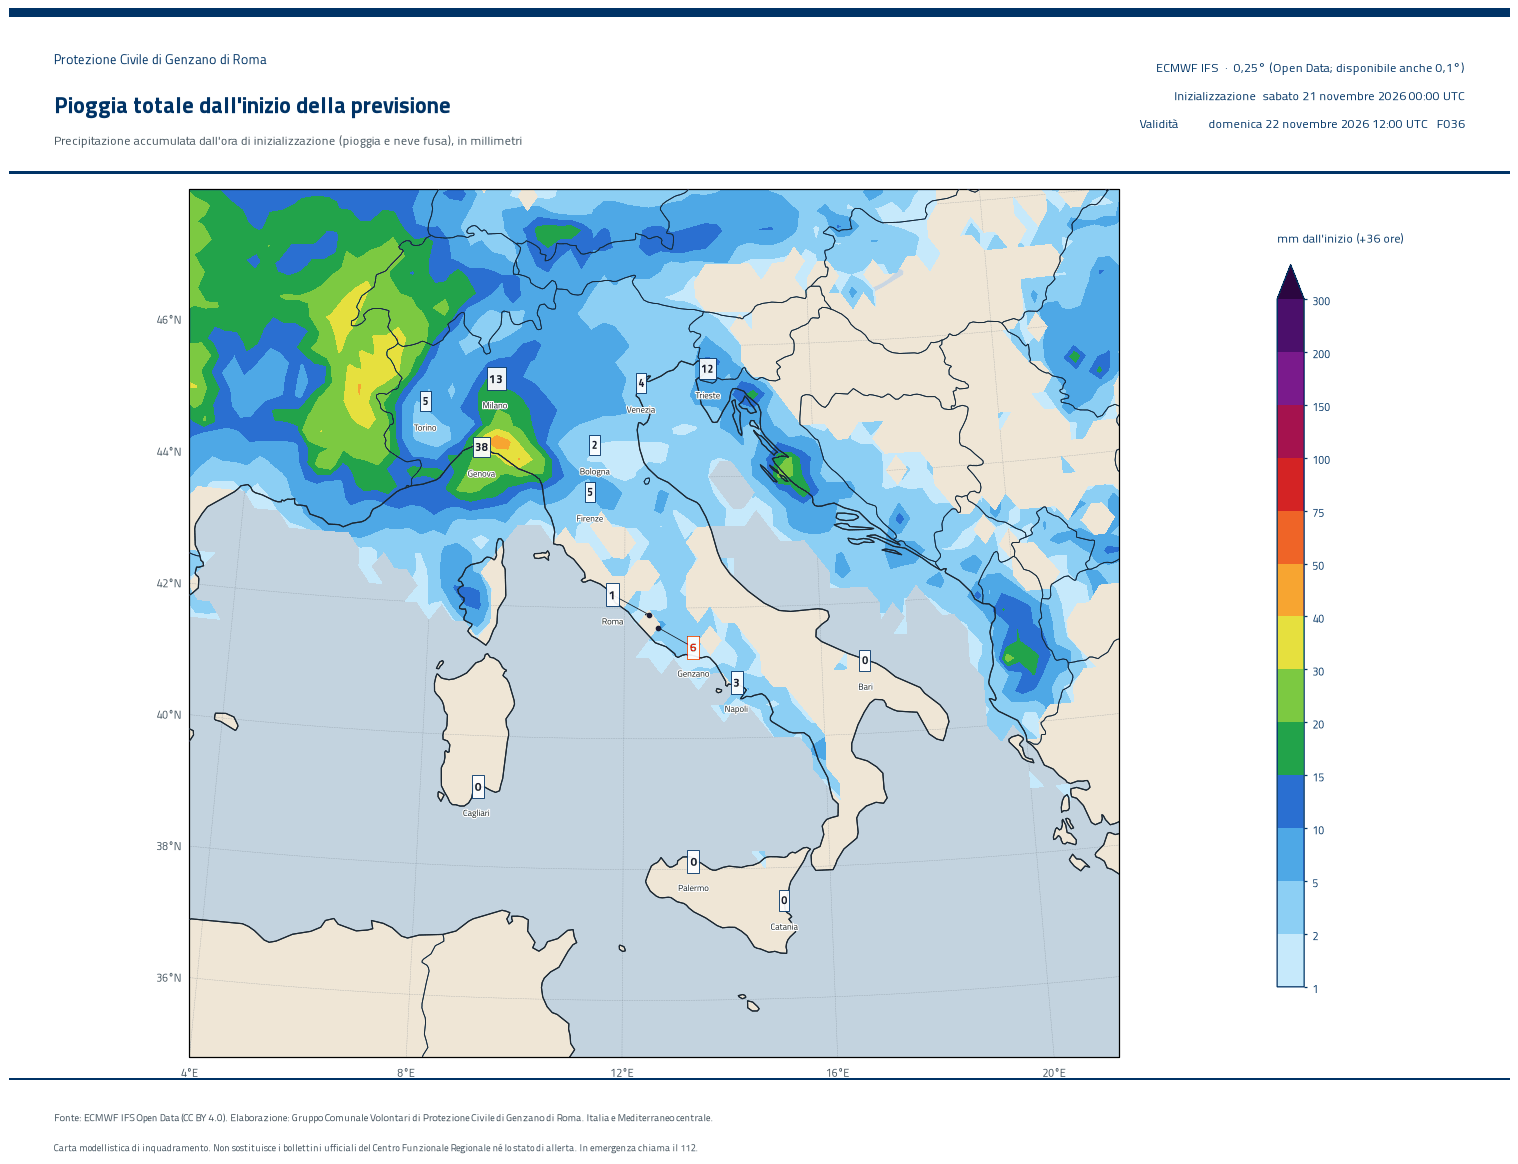 Protezione Civile di Genzano di Roma
Pioggia totale dall'inizio della previsione
Precipitazione accumulata dall'ora di inizializzazione (pioggia e neve fusa), in millimetri
ECMWF IFS · 0,25° (Open Data; disponibile anche 0,1°)
Inizializzazione sabato 21 novembre 2026 00:00 UTC
Validità domenica 22 novembre 2026 12:00 UTC F036
mm dall'inizio (+36 ore)
300
200
150
100
75
50
40
30
20
15
10
5
2
1
46°N
44°N
42°N
40°N
38°N
36°N
4°E
8°E
12°E
16°E
20°E
13
Milano
5
Torino
38
Genova
4
Venezia
12
Trieste
2
Bologna
5
Firenze
1
Roma
6
Genzano
3
Napoli
0
Bari
0
Cagliari
0
Palermo
0
Catania
Fonte: ECMWF IFS Open Data (CC BY 4.0). Elaborazione: Gruppo Comunale Volontari di Protezione Civile di Genzano di Roma. Italia e Mediterraneo centrale.
Carta modellistica di inquadramento. Non sostituisce i bollettini ufficiali del Centro Funzionale Regionale né lo stato di allerta. In emergenza chiama il 112.